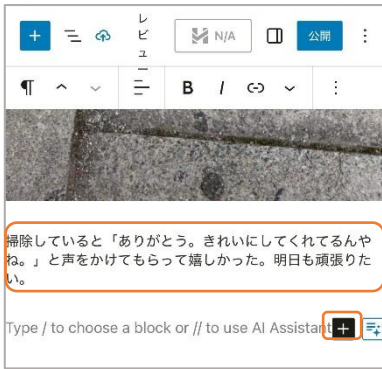 レビュー
N/A
公開
B I
掃除していると「ありがとう。きれいにしてくれてるんや
ね。」と声をかけてもらって嬉しかった。明日も頑張りた
い。
Type / to choose a block or // to use AI Assistant